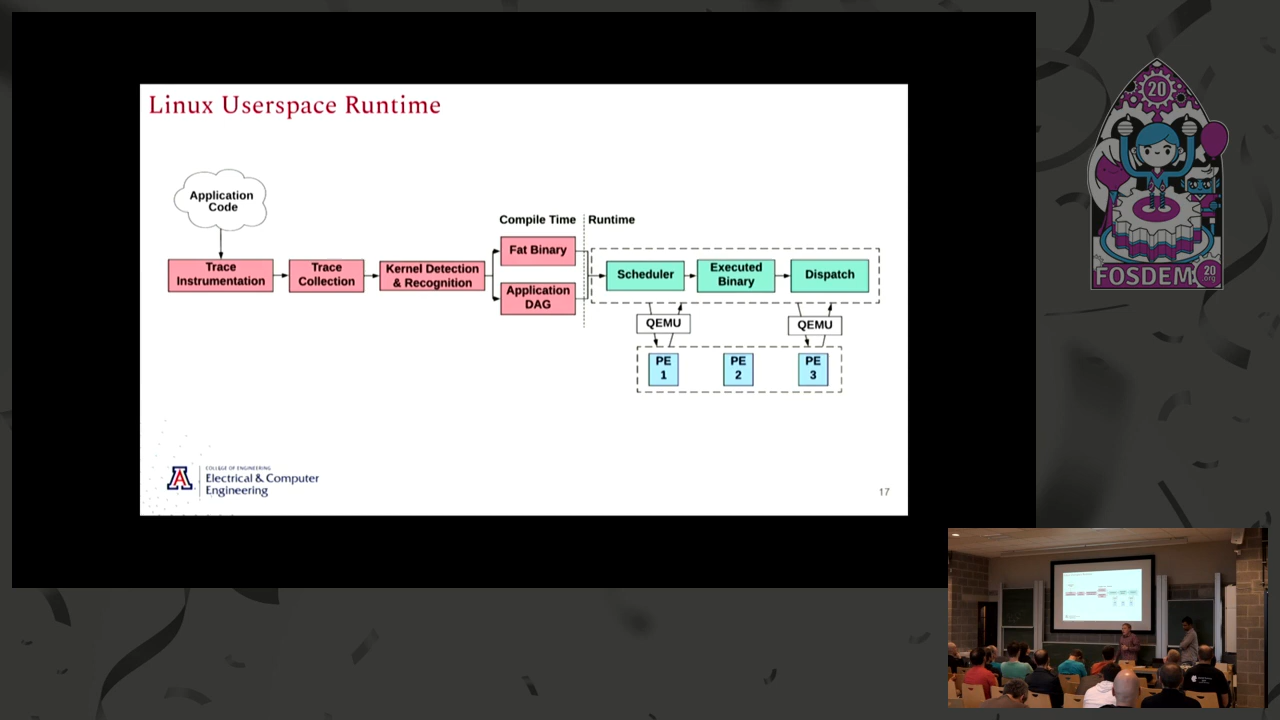 Linux Userspace Runtime
Application
Code
Compile Time
Runtime
Trace
Instrumentation
Trace
Collection
Kernel Detection
& Recognition
Fat Binary
Application
DAG
Scheduler
Executed
Binary
Dispatch
QEMU
QEMU
PE
1
PE
2
PE
3
COLLEGE OF ENGINEERING
Electrical & Computer
Engineering
17
20
FOSDEM
20
.org